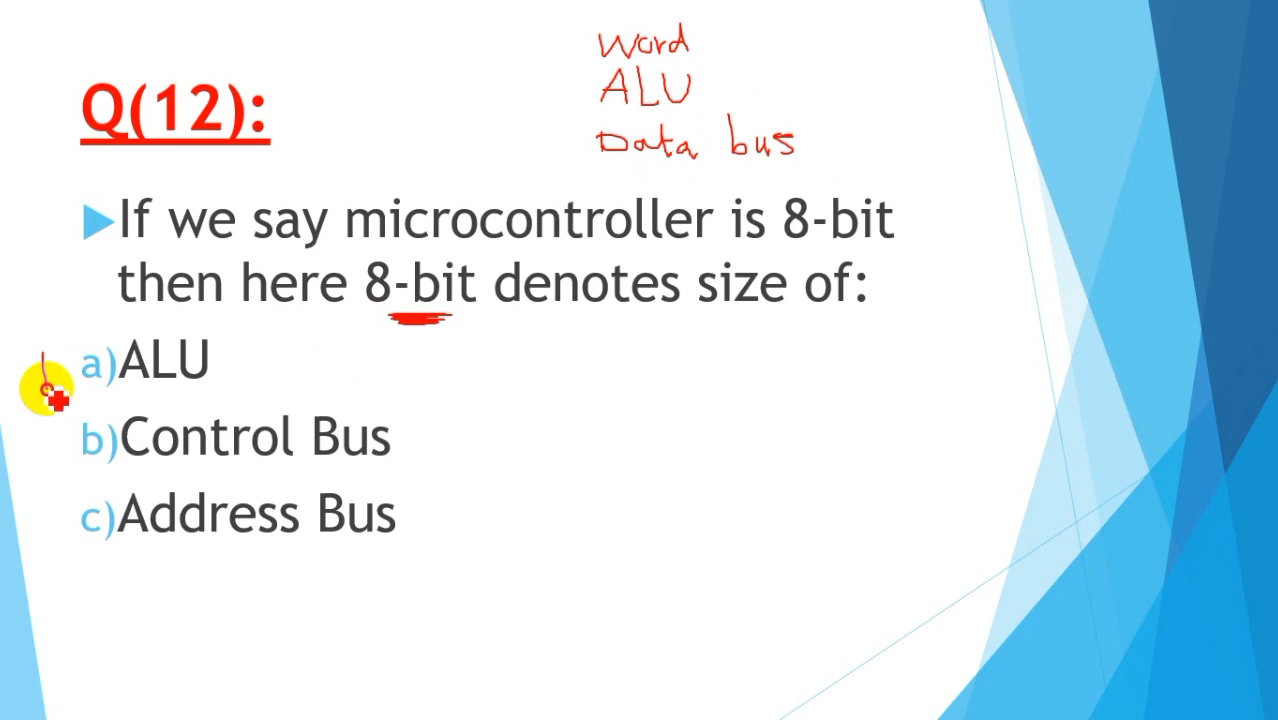 Word
ALU
Data bus
Q(12):
If we say microcontroller is 8-bit
then here 8-bit denotes size of:
a)ALU
b)Control Bus
c)Address Bus